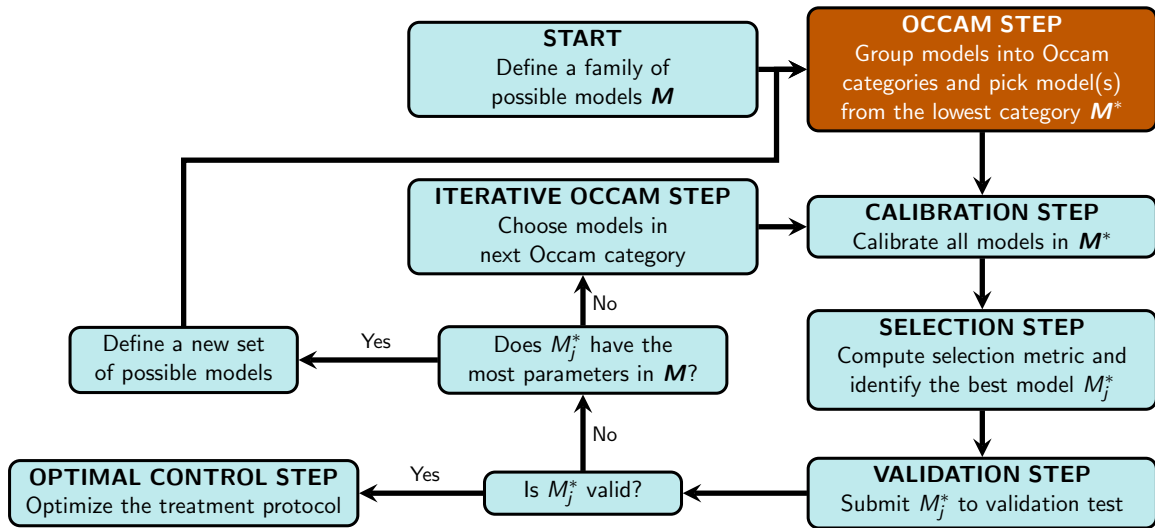 START
Define a family of
possible models M
OCCAM STEP
Group models into Occam
categories and pick model(s)
from the lowest category M*
ITERATIVE OCCAM STEP
Choose models in
next Occam category
CALIBRATION STEP
Calibrate all models in M*
No
Define a new set
of possible models
Yes
Does M*j have the
most parameters in M?
SELECTION STEP
Compute selection metric and
identify the best model M*j
No
OPTIMAL CONTROL STEP
Optimize the treatment protocol
Yes
Is M*j valid?
VALIDATION STEP
Submit M*j to validation test